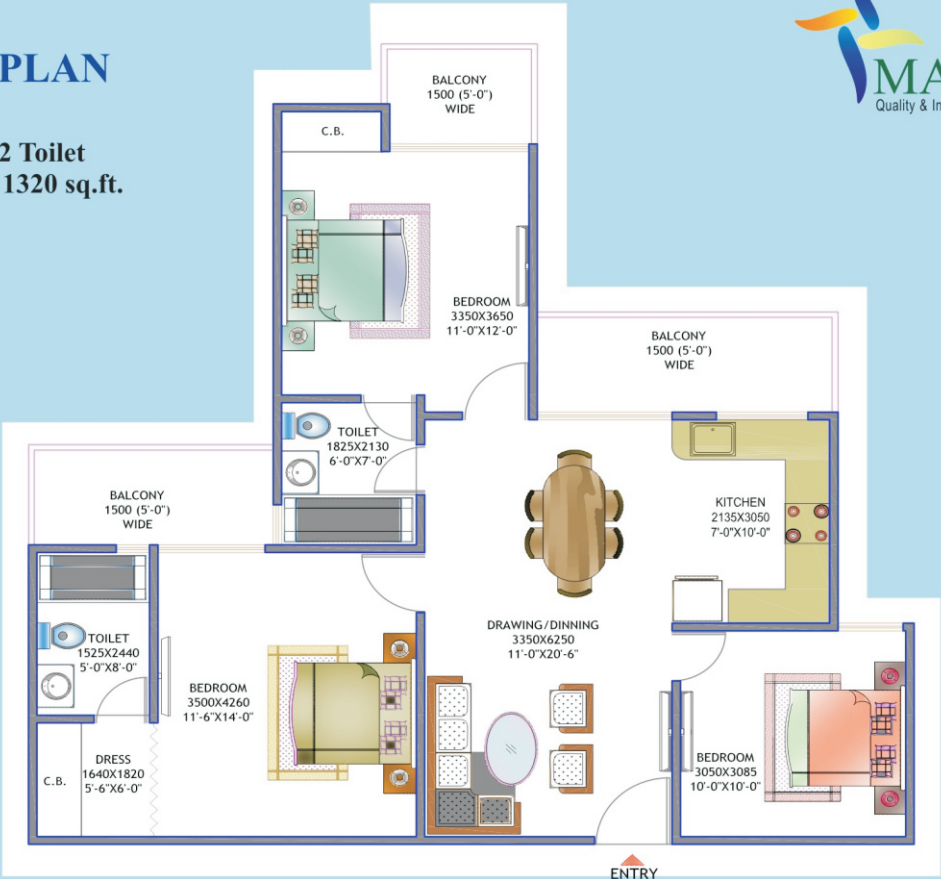 PLAN
2 Toilet
1320 sq.ft.
MA
Quality & In
BALCONY
1500 (5'-0")
WIDE
C.B.
BEDROOM
3350X3650
11'-0"X12'-0"
BALCONY
1500 (5'-0")
WIDE
TOILET
1825X2130
6'-0"X7'-0"
BALCONY
1500 (5'-0")
WIDE
KITCHEN
2135X3050
7'-0"X10'-0"
TOILET
1525X2440
5'-0"X8'-0"
DRAWING/DINNING
3350X6250
11'-0"X20'-6"
BEDROOM
3500X4260
11'-6"X14'-0"
C.B.
DRESS
1640X1820
5'-6"X6'-0"
BEDROOM
3050X3085
10'-0"X10'-0"
ENTRY